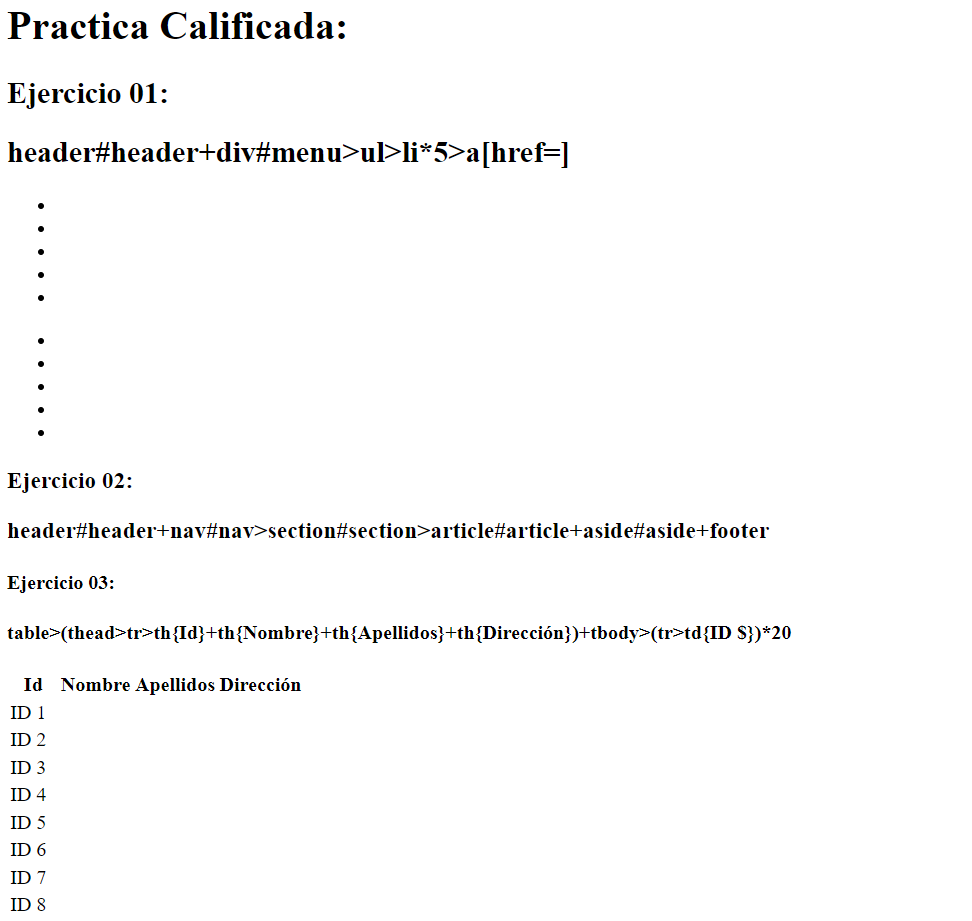 Practica Calificada:
Ejercicio 01:
header#header+div#menu>ul>li*5>a[href=]
Ejercicio 02:
header#header+nav#nav>section#section>article#article+aside#aside+footer
Ejercicio 03:
table>(thead>tr>th{Id}+th{Nombre}+th{Apellidos}+th{Dirección})+tbody>(tr>td{ID $})*20
Id Nombre Apellidos Dirección
ID 1
ID 2
ID 3
ID 4
ID 5
ID 6
ID 7
ID 8